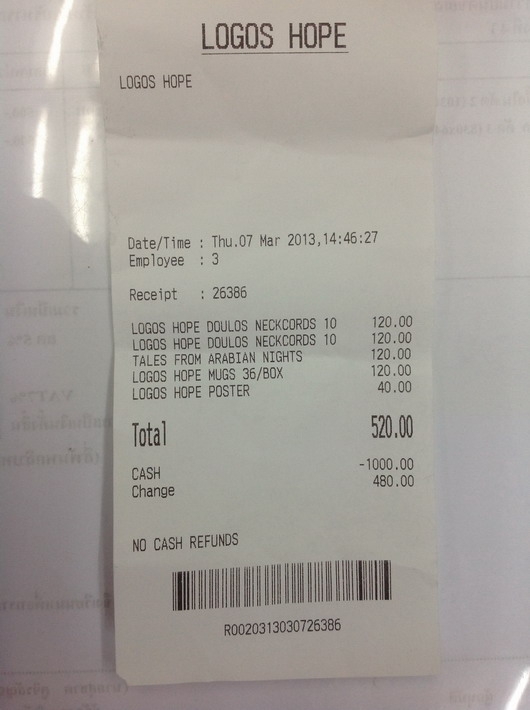 LOGOS HOPE
LOGOS HOPE
Date/Time : Thu.07 Mar 2013,14:46:27
Employee : 3
Receipt : 26386
LOGOS HOPE DOULOS NECKCORDS 10 120.00
LOGOS HOPE DOULOS NECKCORDS 10 120.00
TALES FROM ARABIAN NIGHTS 120.00
LOGOS HOPE MUGS 36/BOX 120.00
LOGOS HOPE POSTER 40.00
Total 520.00
CASH -1000.00
Change 480.00
NO CASH REFUNDS
R0020313030726386